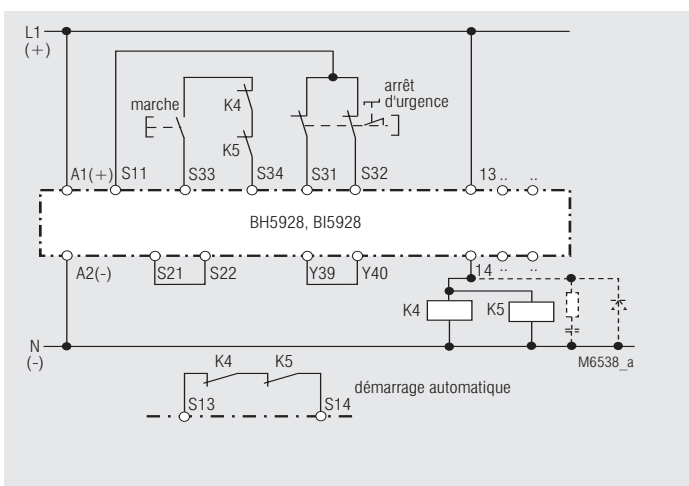 L1
(+)
marche
K4
K5
arrêt
d'urgence
A1(+) S11 S33 S34 S31 S32 13 .. ..
BH5928, BI5928
A2(-) S21 S22 Y39 Y40 14 .. ..
K4 K5
N
(-)
M6538_a
K4 K5
démarrage automatique
S13 S14